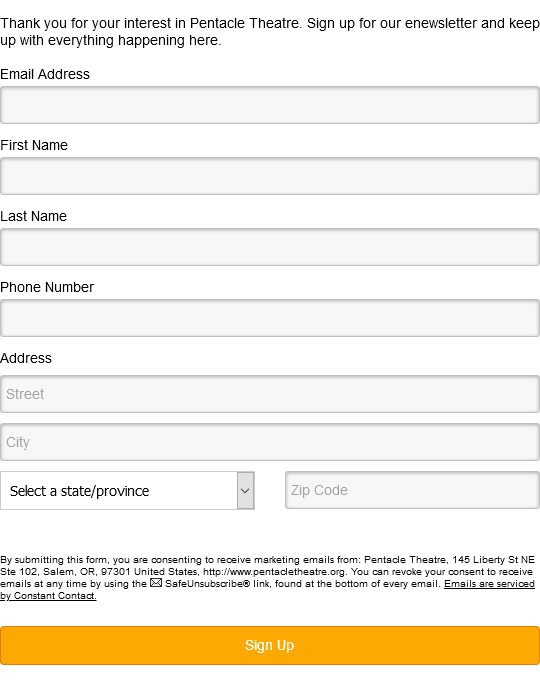 Thank you for your interest in Pentacle Theatre. Sign up for our enewsletter and keep
up with everything happening here.
Email Address
First Name
Last Name
Phone Number
Address
Street
City
Select a state/province
Zip Code
By submitting this form, you are consenting to receive marketing emails from: Pentacle Theatre, 145 Liberty St NE
Ste 102, Salem, OR, 97301 United States, http://www.pentacletheatre.org. You can revoke your consent to receive
emails at any time by using the SafeUnsubscribe® link, found at the bottom of every email. Emails are serviced
by Constant Contact.
Sign Up